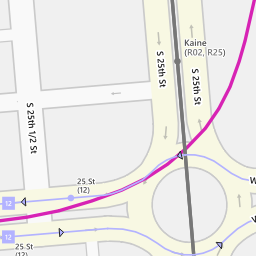 Kaine
(R02, R25)
S 25th St
S 25th St
S 25th 1/2 St
25 St
(12)
W
12
V
25 St
(12)
12